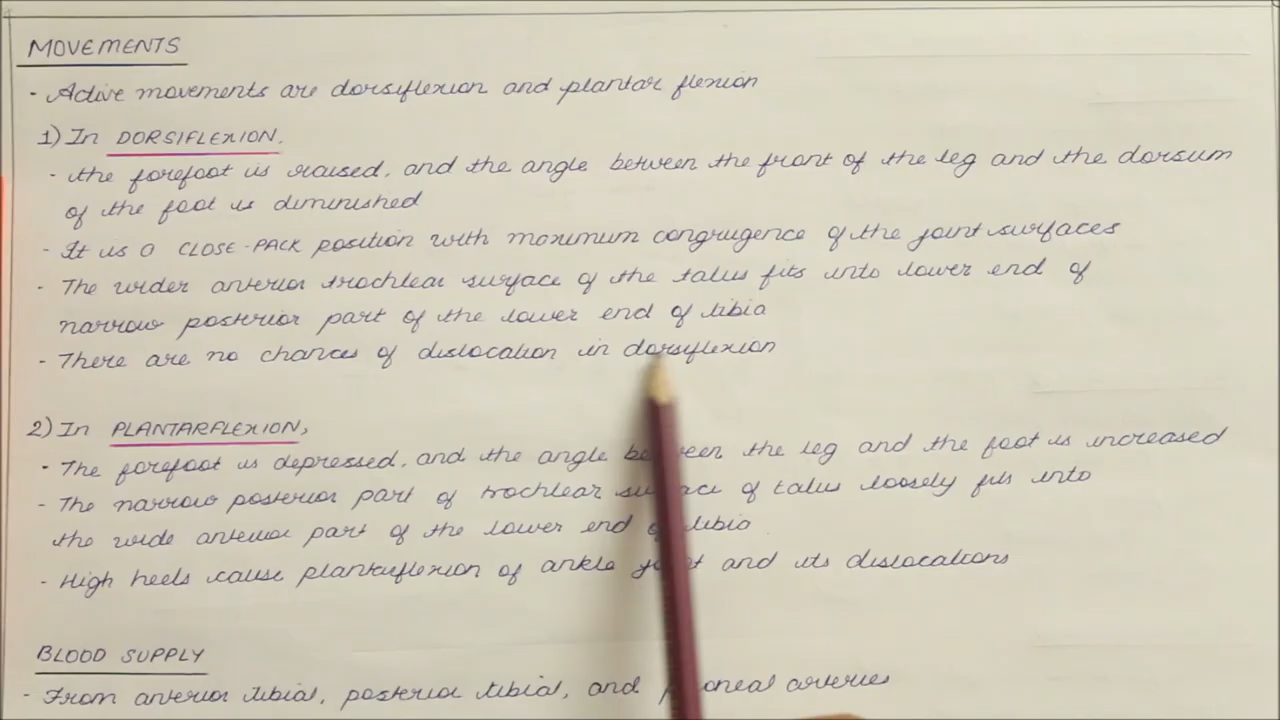 MOVEMENTS
- Active movements are dorsiflexion and plantar flexion
1) In DORSIFLEXION,
- the forefoot is raised, and the angle between the front of the leg and the dorsum
of the foot is diminished
- It is a CLOSE-PACK position with maximum congrugence of the joint surfaces
- The wider anterior trochlear surface of the talus fits into lower end of
narrow posterior part of the lower end of tibia
- There are no chances of dislocation in dorsiflexion
2) In PLANTARFLEXION,
- The forefoot is depressed, and the angle between the leg and the foot is increased
- The narrow posterior part of trochlear surface of talus loosely fits into
the wide anterior part of the lower end of tibia
- High heels cause plantuflexion of ankle joint and its dislocations
BLOOD SUPPLY
- From anterior tibial, posterior tibial, and peroneal arteries